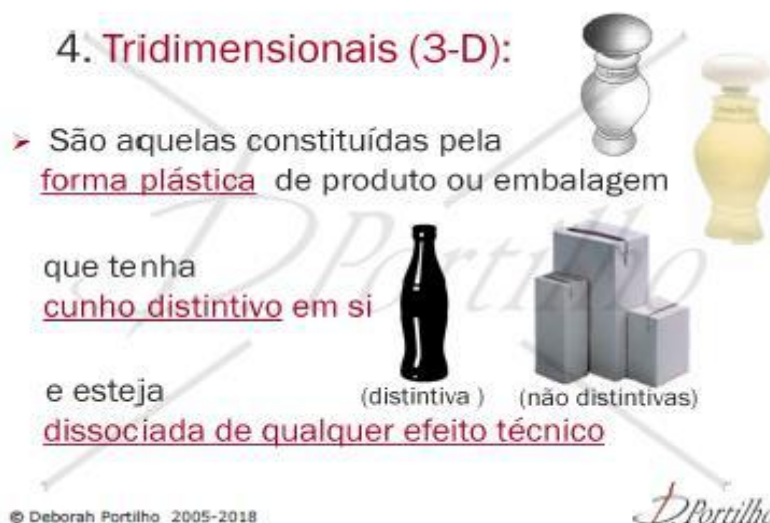 4. Tridimensionais (3-D):
➢ São aquelas constituídas pela
forma plástica de produto ou embalagem
que tenha
cunho distintivo em si
(distintiva ) (não distintivas)
e esteja
dissociada de qualquer efeito técnico
DPortilho
© Deborah Portilho 2005-2018
DPortilho